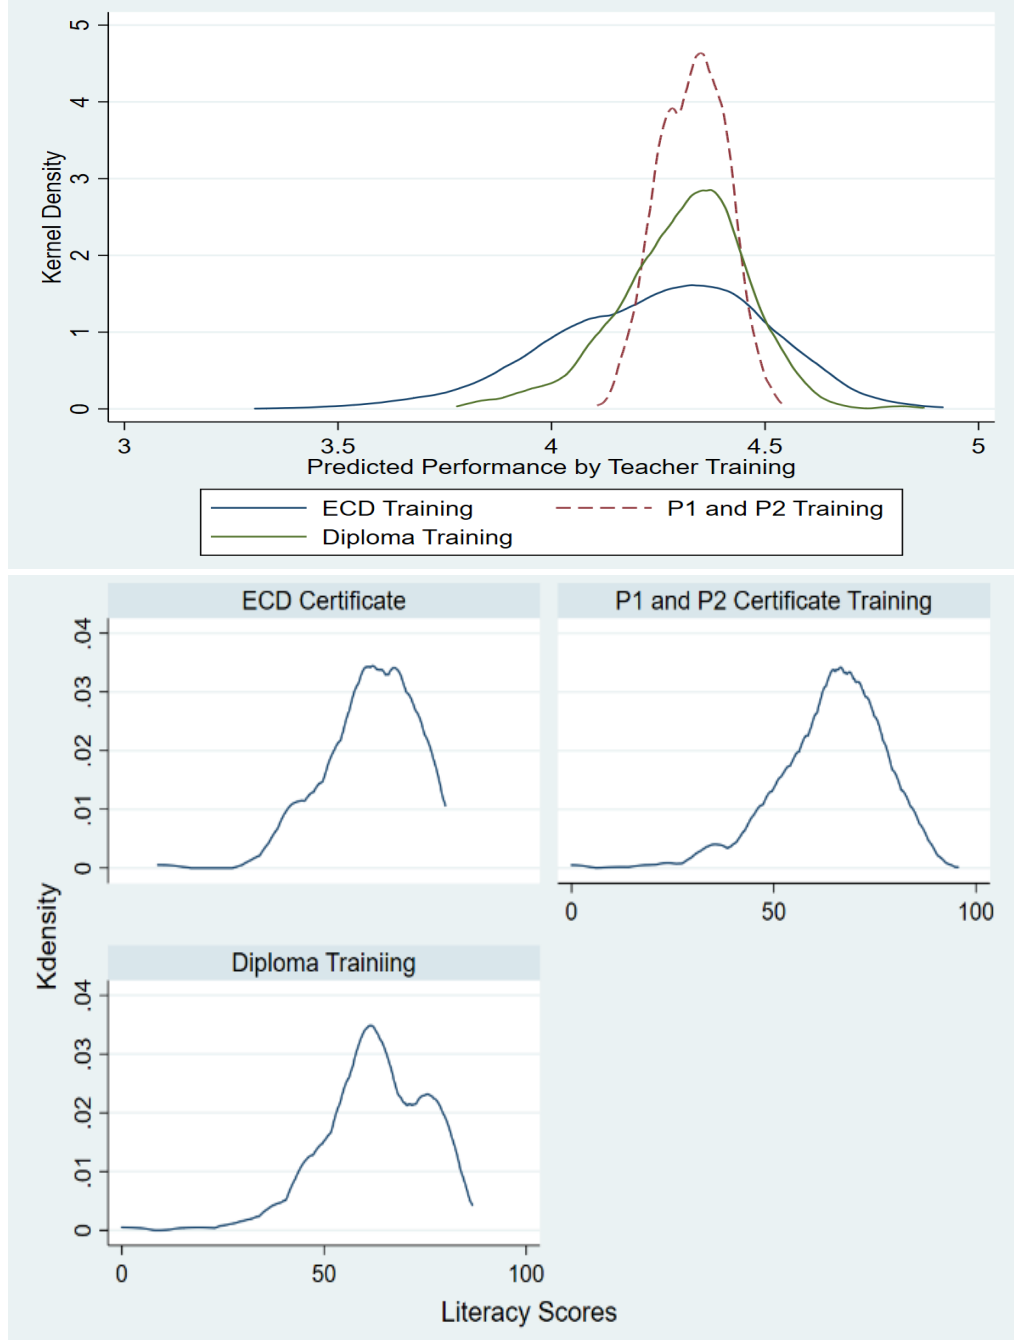 5
4
3
2
1
0
Kernel Density
3 3.5 4 4.5 5
Predicted Performance by Teacher Training
ECD Training P1 and P2 Training
Diploma Training
ECD Certificate P1 and P2 Certificate Training
.04
.03
.02
.01
0
0 50 100
Kdensity
Diploma Trainiing
.04
.03
.02
.01
0
0 50 100
Literacy Scores